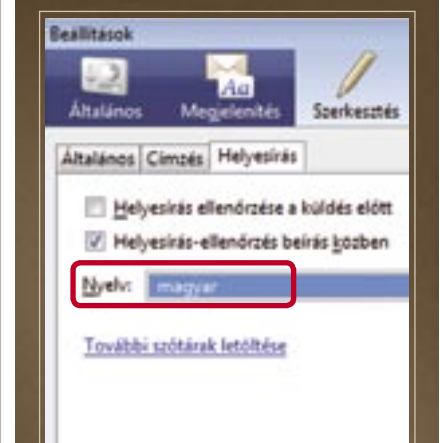 Beállítások
Aa
Általános Megjelenítés Szerkesztés
Általános Címzés Helyesírás
Helyesírás ellenőrzése a küldés előtt
Helyesírás-ellenőrzés beírás közben
Nyelv: magyar
További szótárak letöltése